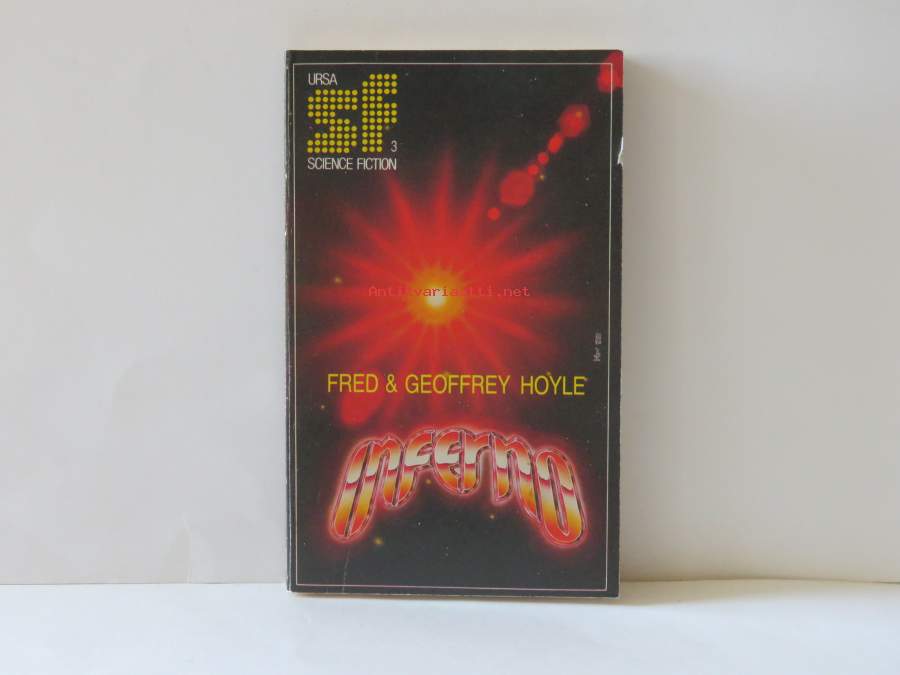 URSA
SF
3
SCIENCE FICTION
Antikvariaatti.net
FRED & GEOFFREY HOYLE
INFERNO